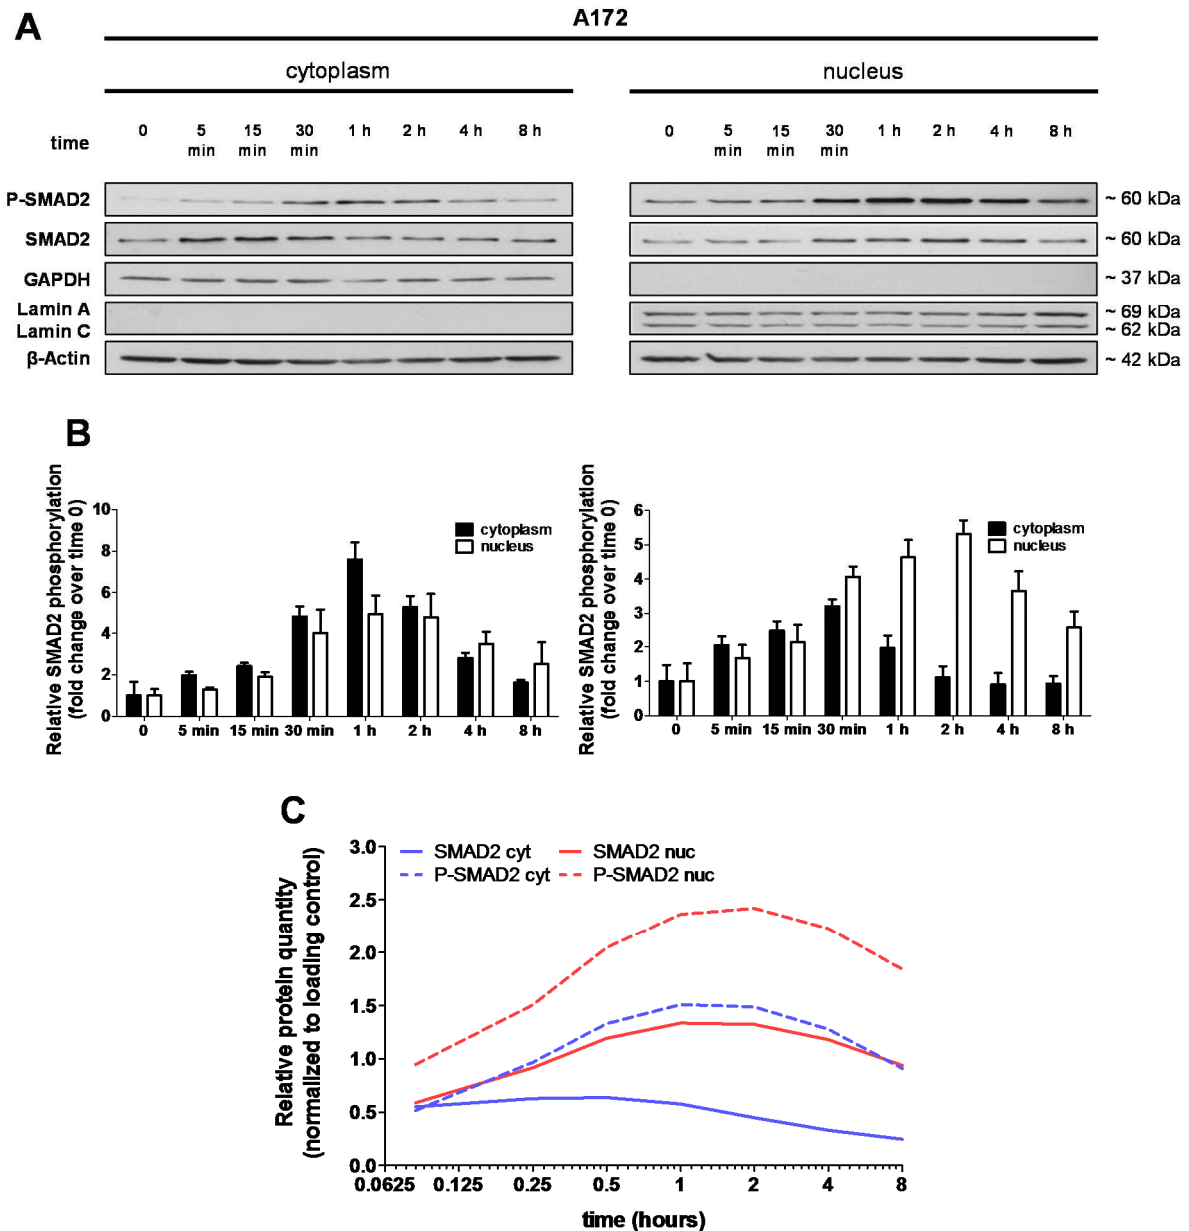 A
A172
cytoplasm
nucleus
time 0 5 min 15 min 30 min 1 h 2 h 4 h 8 h
0 5 min 15 min 30 min 1 h 2 h 4 h 8 h
P-SMAD2 ~ 60 kDa
SMAD2 ~ 60 kDa
GAPDH ~ 37 kDa
Lamin A ~ 69 kDa
Lamin C ~ 62 kDa
β-Actin ~ 42 kDa
B
Relative SMAD2 phosphorylation
(fold change over time 0)
10
8
6
4
2
0
cytoplasm
nucleus
0 5 min 15 min 30 min 1 h 2 h 4 h 8 h
Relative SMAD2 phosphorylation
(fold change over time 0)
6
5
4
3
2
1
0
cytoplasm
nucleus
0 5 min 15 min 30 min 1 h 2 h 4 h 8 h
C
Relative protein quantity
(normalized to loading control)
3.0
2.5
2.0
1.5
1.0
0.5
0.0
SMAD2 cyt SMAD2 nuc
P-SMAD2 cyt P-SMAD2 nuc
0.0625 0.125 0.25 0.5 1 2 4 8
time (hours)